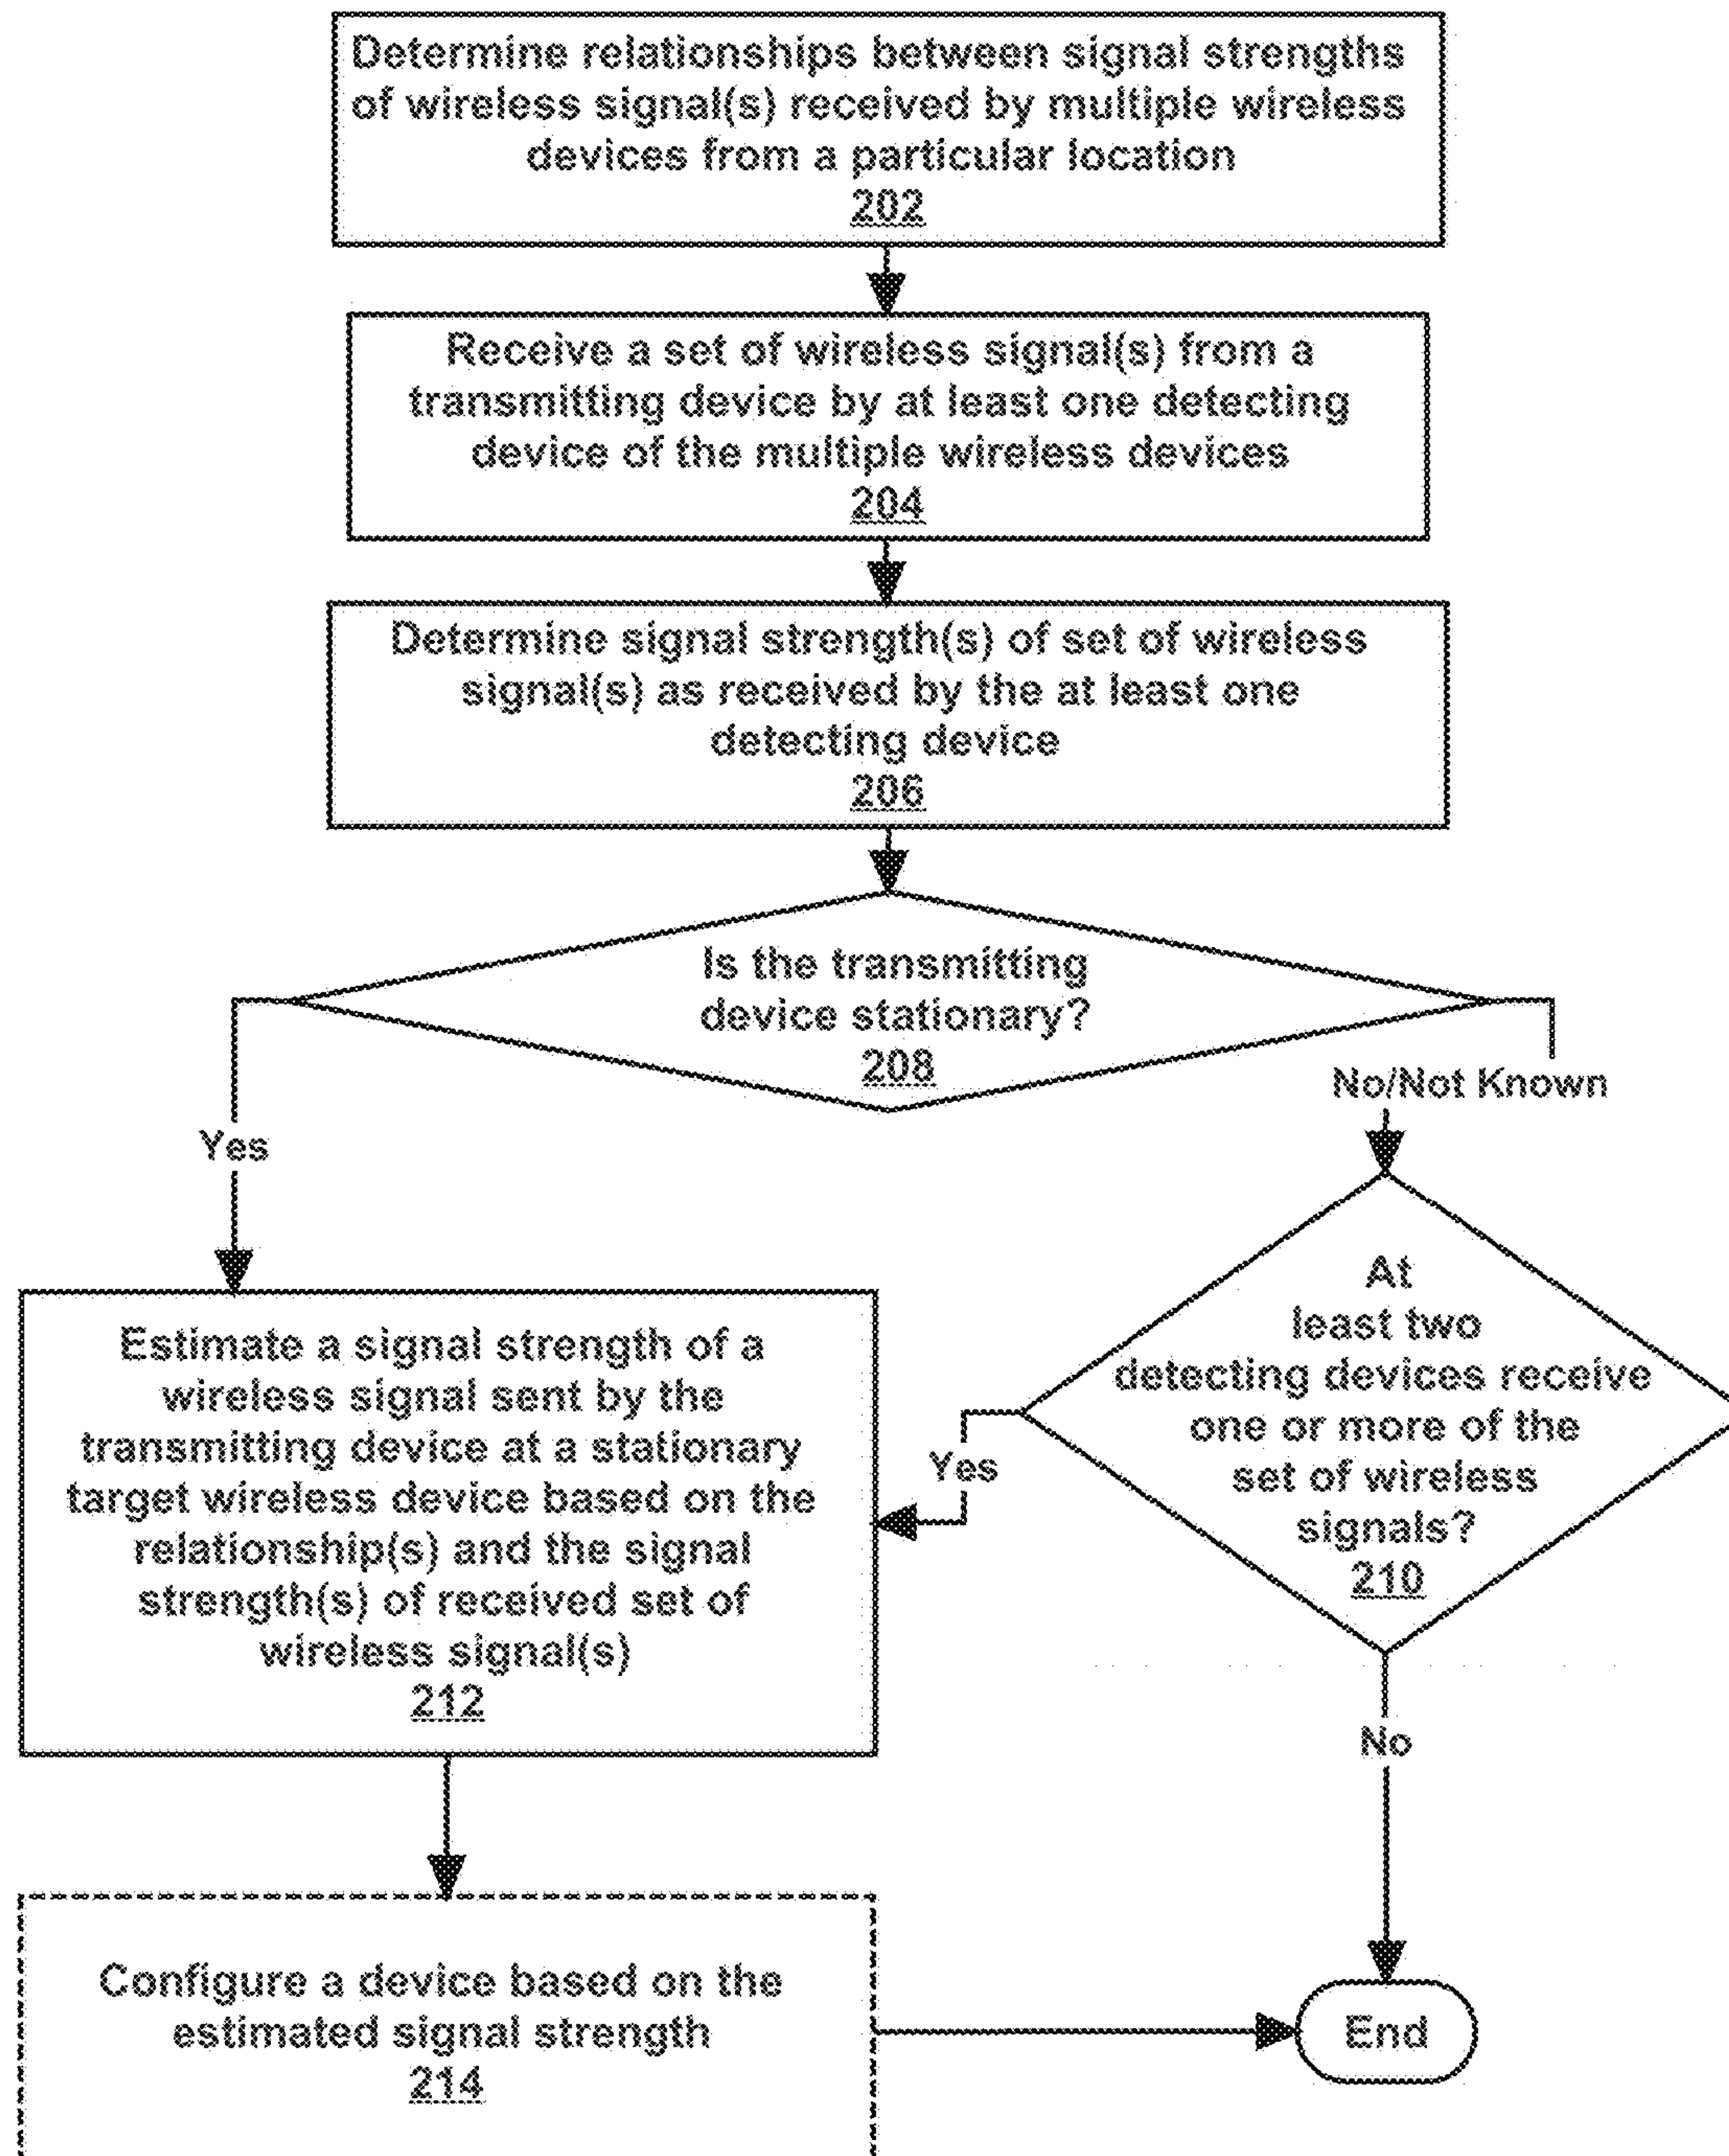 Determine relationships between signal strengths
of wireless signal(s) received by multiple wireless
devices from a particular location
202
Receive a set of wireless signal(s) from a
transmitting device by at least one detecting
device of the multiple wireless devices
204
Determine signal strength(s) of set of wireless
signal(s) as received by the at least one
detecting device
206
Is the transmitting
device stationary?
208
No/Not Known
Yes
At
least two
detecting devices receive
one or more of the
set of wireless
signals?
210
Yes
Estimate a signal strength of a
wireless signal sent by the
transmitting device at a stationary
target wireless device based on the
relationship(s) and the signal
strength(s) of received set of
wireless signal(s)
212
No
Configure a device based on the
estimated signal strength
214
End